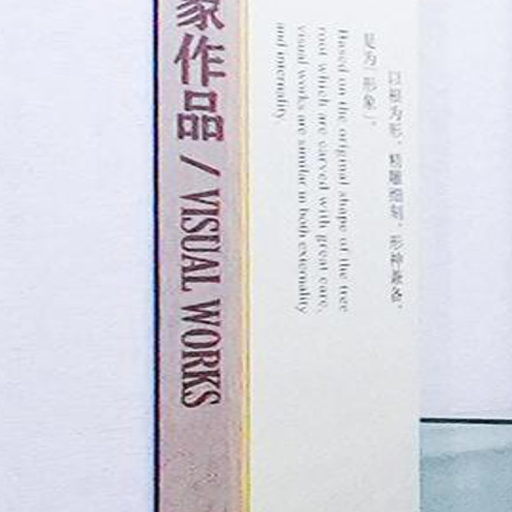 作品 / VISUAL WORKS
以根为形，精雕细刻，形神兼备，
是为「形象」。
Based on the original shape of the tree
root which are carved with great care,
visual works are similar in both externality
and internality.